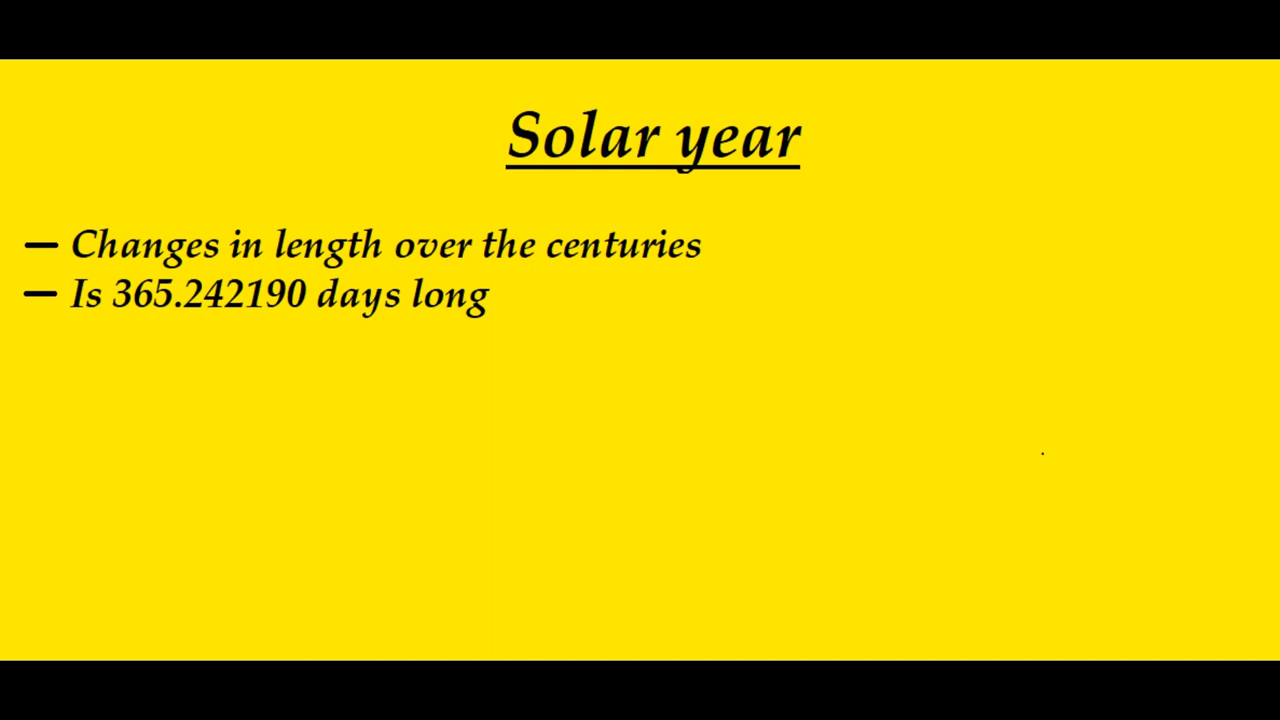 Solar year
— Changes in length over the centuries
— Is 365.242190 days long